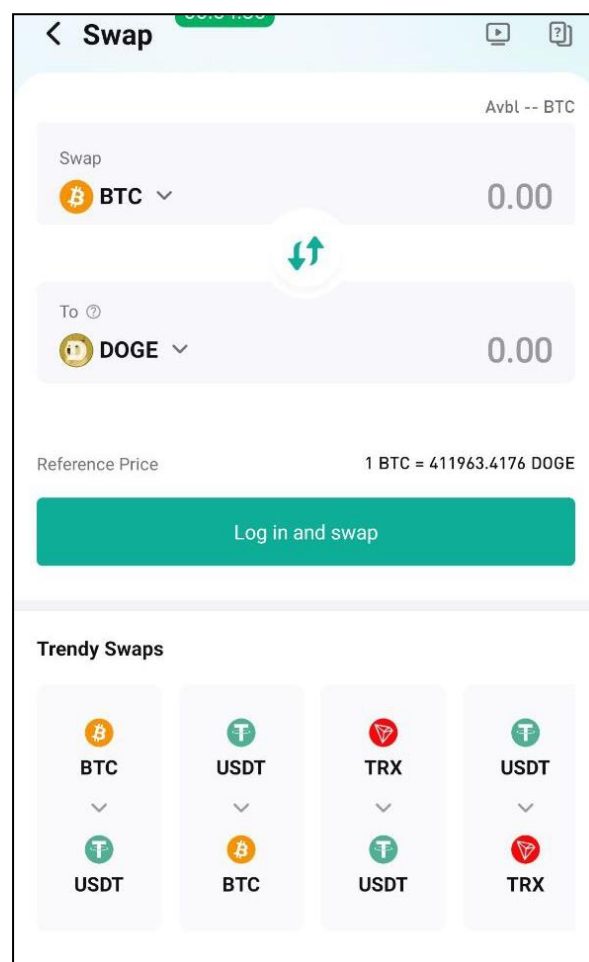 Swap
Avbl -- BTC
Swap
BTC 0.00
To
DOGE 0.00
Reference Price 1 BTC = 411963.4176 DOGE
Log in and swap
Trendy Swaps
BTC USDT TRX USDT
USDT BTC USDT TRX